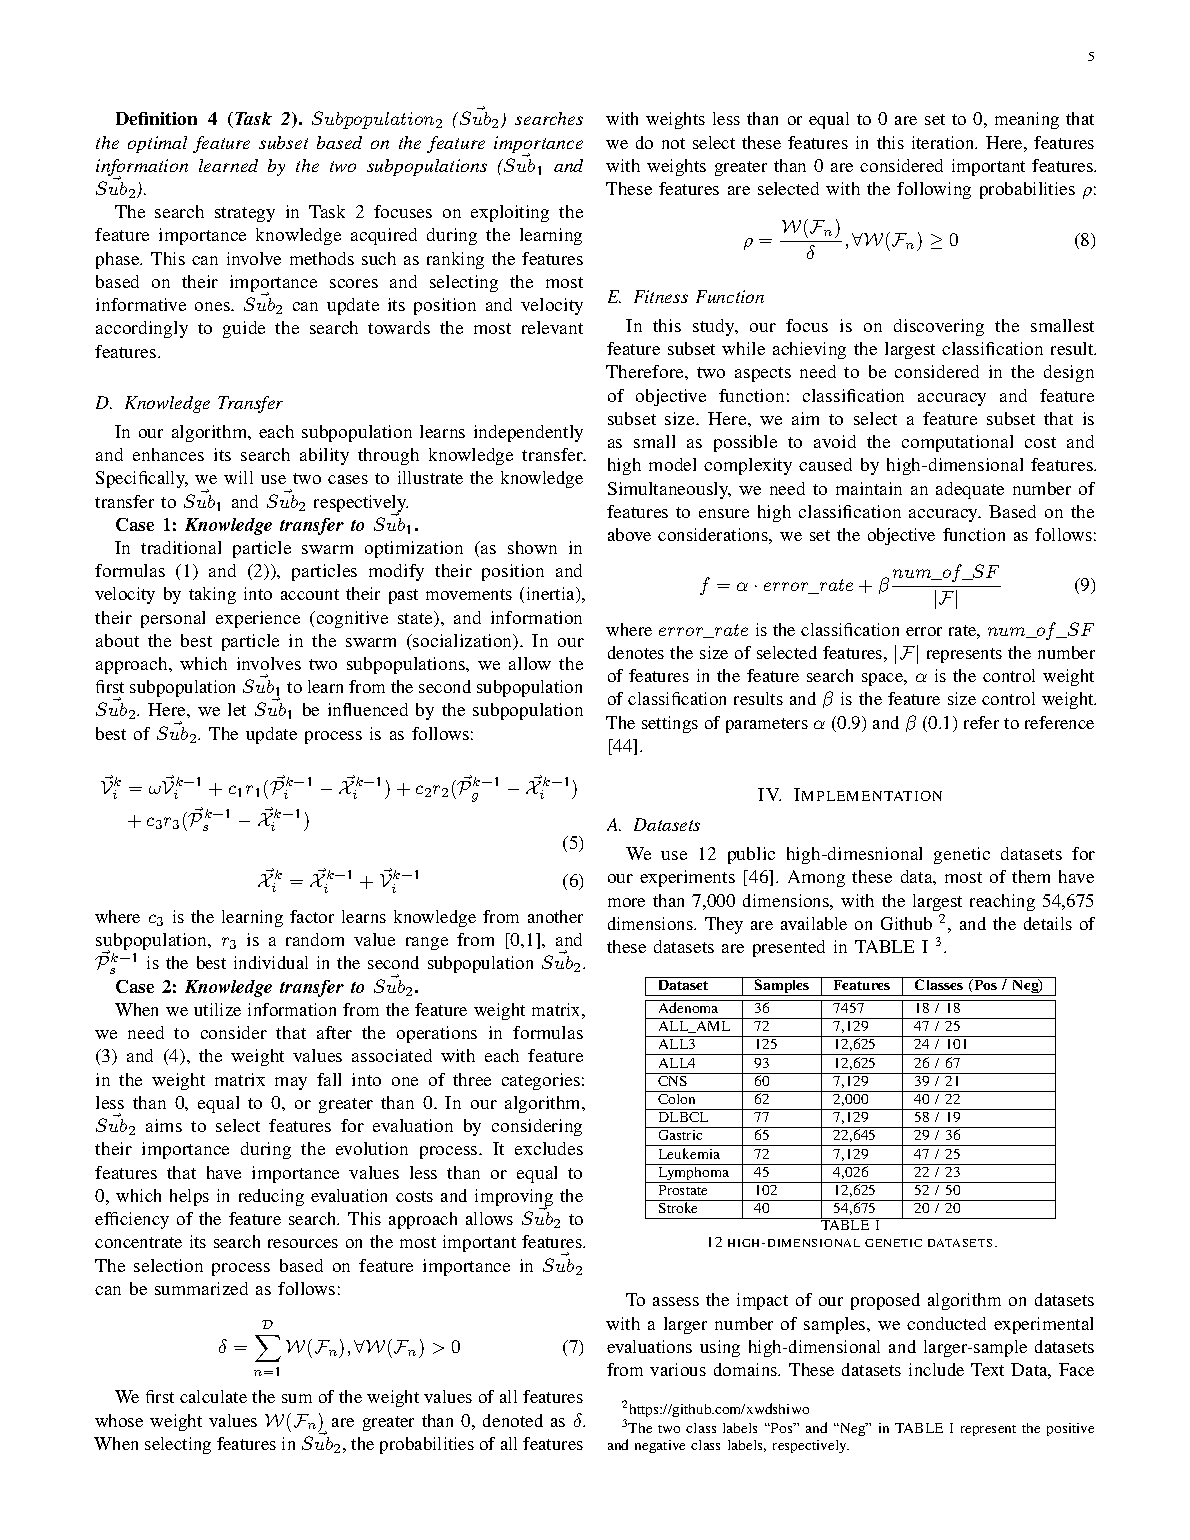 5
Definition 4 (Task 2). Subpopulation₂ (S⃗ub₂) searches
the optimal feature subset based on the feature importance
information learned by the two subpopulations (S⃗ub₁ and
S⃗ub₂).
The search strategy in Task 2 focuses on exploiting the
feature importance knowledge acquired during the learning
phase. This can involve methods such as ranking the features
based on their importance scores and selecting the most
informative ones. S⃗ub₂ can update its position and velocity
accordingly to guide the search towards the most relevant
features.
D. Knowledge Transfer
In our algorithm, each subpopulation learns independently
and enhances its search ability through knowledge transfer.
Specifically, we will use two cases to illustrate the knowledge
transfer to S⃗ub₁ and S⃗ub₂ respectively.
Case 1: Knowledge transfer to S⃗ub₁.
In traditional particle swarm optimization (as shown in
formulas (1) and (2)), particles modify their position and
velocity by taking into account their past movements (inertia),
their personal experience (cognitive state), and information
about the best particle in the swarm (socialization). In our
approach, which involves two subpopulations, we allow the
first subpopulation S⃗ub₁ to learn from the second subpopulation
S⃗ub₂. Here, we let S⃗ub₁ be influenced by the subpopulation
best of S⃗ub₂. The update process is as follows:
V⃗ᵢᵏ = ωV⃗ᵢᵏ⁻¹ + c₁r₁(P⃗ᵢᵏ⁻¹ − X⃗ᵢᵏ⁻¹) + c₂r₂(P⃗_gᵏ⁻¹ − X⃗ᵢᵏ⁻¹)
+ c₃r₃(P⃗ₛᵏ⁻¹ − X⃗ᵢᵏ⁻¹)
(5)
X⃗ᵢᵏ = X⃗ᵢᵏ⁻¹ + V⃗ᵢᵏ⁻¹ (6)
where c₃ is the learning factor learns knowledge from another
subpopulation, r₃ is a random value range from [0,1], and
P⃗ₛᵏ⁻¹ is the best individual in the second subpopulation S⃗ub₂.
Case 2: Knowledge transfer to S⃗ub₂.
When we utilize information from the feature weight matrix,
we need to consider that after the operations in formulas
(3) and (4), the weight values associated with each feature
in the weight matrix may fall into one of three categories:
less than 0, equal to 0, or greater than 0. In our algorithm,
S⃗ub₂ aims to select features for evaluation by considering
their importance during the evolution process. It excludes
features that have importance values less than or equal to
0, which helps in reducing evaluation costs and improving the
efficiency of the feature search. This approach allows S⃗ub₂ to
concentrate its search resources on the most important features.
The selection process based on feature importance in S⃗ub₂
can be summarized as follows:
δ = ∑ₙ₌₁ᴰ W(Fₙ), ∀W(Fₙ) > 0 (7)
We first calculate the sum of the weight values of all features
whose weight values W(Fₙ) are greater than 0, denoted as δ.
When selecting features in S⃗ub₂, the probabilities of all features
with weights less than or equal to 0 are set to 0, meaning that
we do not select these features in this iteration. Here, features
with weights greater than 0 are considered important features.
These features are selected with the following probabilities ρ:
ρ = W(Fₙ) / δ, ∀W(Fₙ) ≥ 0 (8)
E. Fitness Function
In this study, our focus is on discovering the smallest
feature subset while achieving the largest classification result.
Therefore, two aspects need to be considered in the design
of objective function: classification accuracy and feature
subset size. Here, we aim to select a feature subset that is
as small as possible to avoid the computational cost and
high model complexity caused by high-dimensional features.
Simultaneously, we need to maintain an adequate number of
features to ensure high classification accuracy. Based on the
above considerations, we set the objective function as follows:
f = α · error_rate + β num_of_SF / |F| (9)
where error_rate is the classification error rate, num_of_SF
denotes the size of selected features, |F| represents the number
of features in the feature search space, α is the control weight
of classification results and β is the feature size control weight.
The settings of parameters α (0.9) and β (0.1) refer to reference
[44].
IV. IMPLEMENTATION
A. Datasets
We use 12 public high-dimesnional genetic datasets for
our experiments [46]. Among these data, most of them have
more than 7,000 dimensions, with the largest reaching 54,675
dimensions. They are available on Github ², and the details of
these datasets are presented in TABLE I ³.
Dataset Samples Features Classes (Pos / Neg)
Adenoma 36 7457 18 / 18
ALL_AML 72 7,129 47 / 25
ALL3 125 12,625 24 / 101
ALL4 93 12,625 26 / 67
CNS 60 7,129 39 / 21
Colon 62 2,000 40 / 22
DLBCL 77 7,129 58 / 19
Gastric 65 22,645 29 / 36
Leukemia 72 7,129 47 / 25
Lymphoma 45 4,026 22 / 23
Prostate 102 12,625 52 / 50
Stroke 40 54,675 20 / 20
TABLE I
12 HIGH-DIMENSIONAL GENETIC DATASETS.
To assess the impact of our proposed algorithm on datasets
with a larger number of samples, we conducted experimental
evaluations using high-dimensional and larger-sample datasets
from various domains. These datasets include Text Data, Face
²https://github.com/xwdshiwo
³The two class labels “Pos” and “Neg” in TABLE I represent the positive
and negative class labels, respectively.